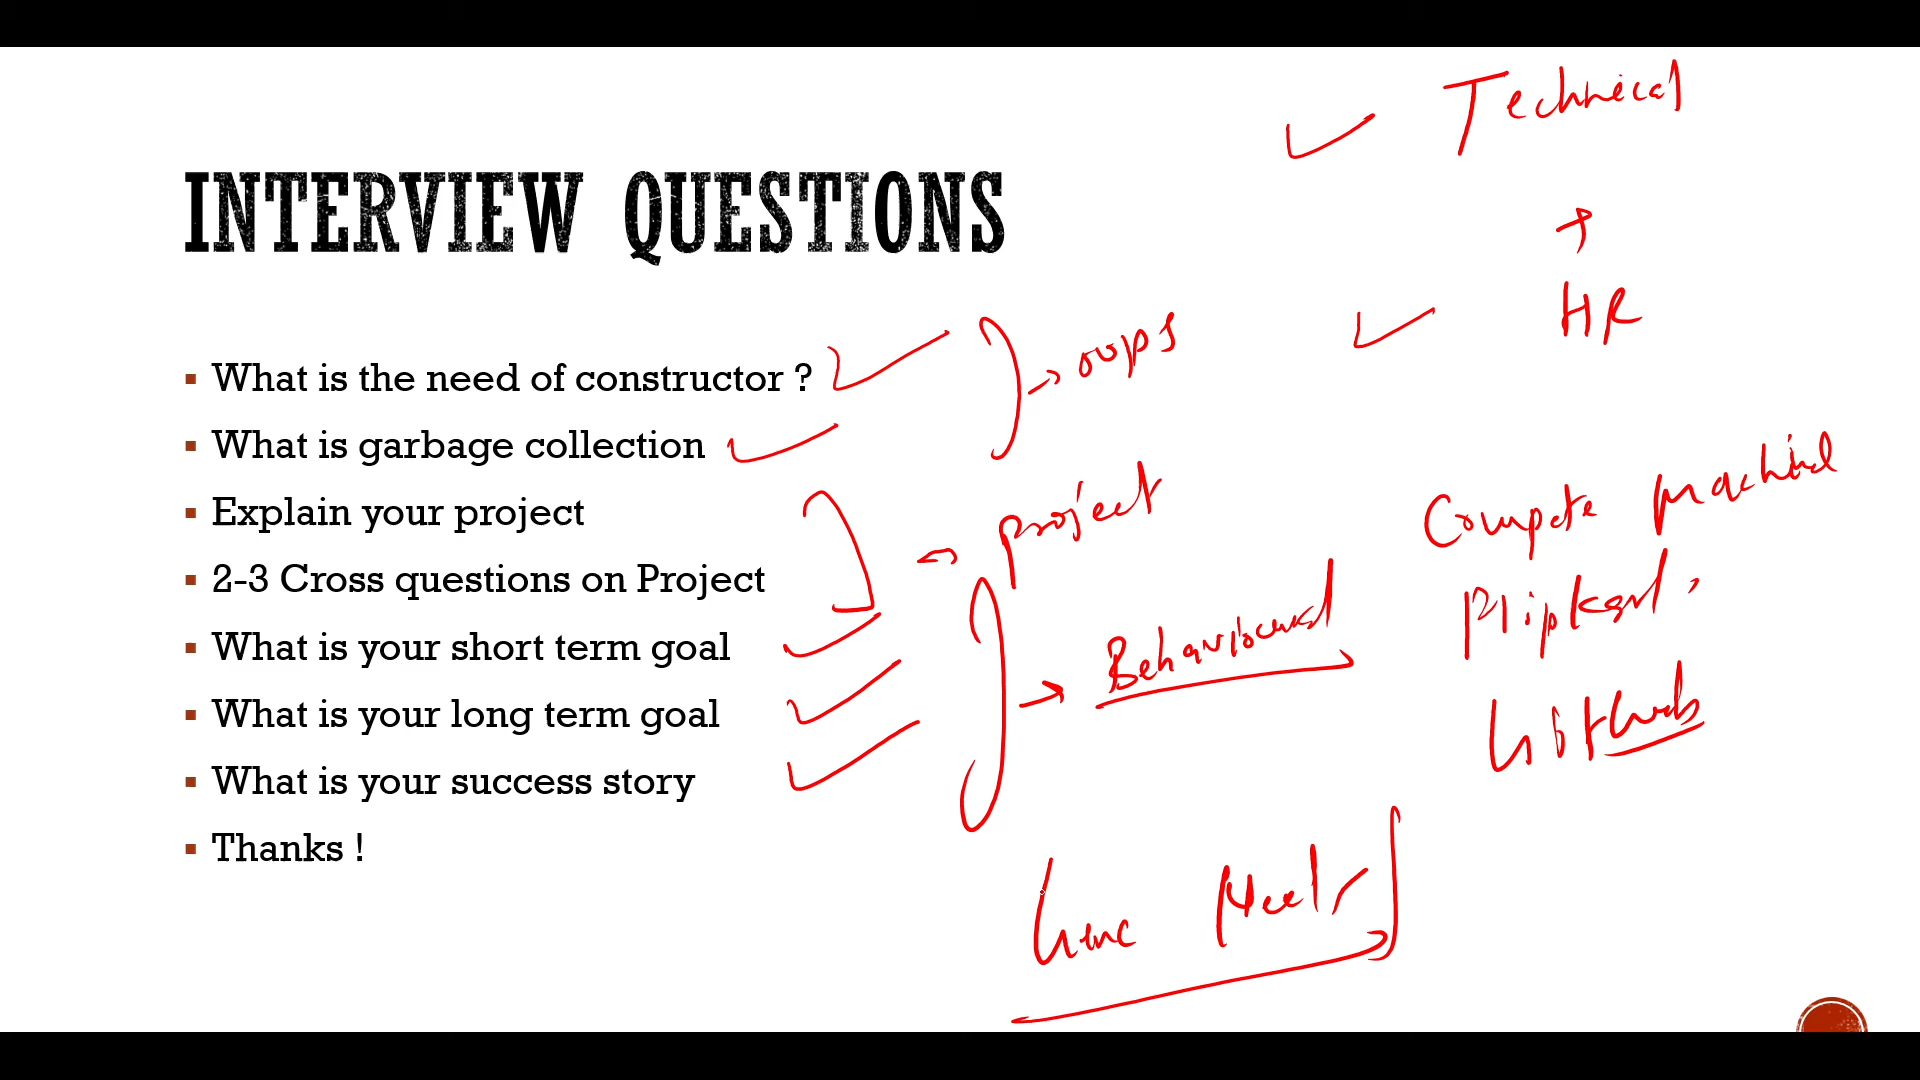 Technical
INTERVIEW QUESTIONS
HR
What is the need of constructor ?
oops
What is garbage collection
Explain your project
project
2-3 Cross questions on Project
What is your short term goal
Behavioural
Flipkart
What is your long term goal
Github
What is your success story
Thanks !
Meet